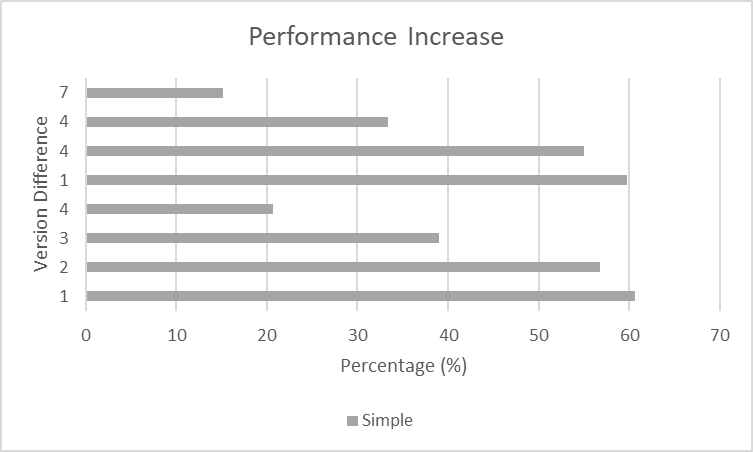 Performance Increase
7
4
4
1
4
3
2
1
Version Difference
0 10 20 30 40 50 60 70
Percentage (%)
Simple